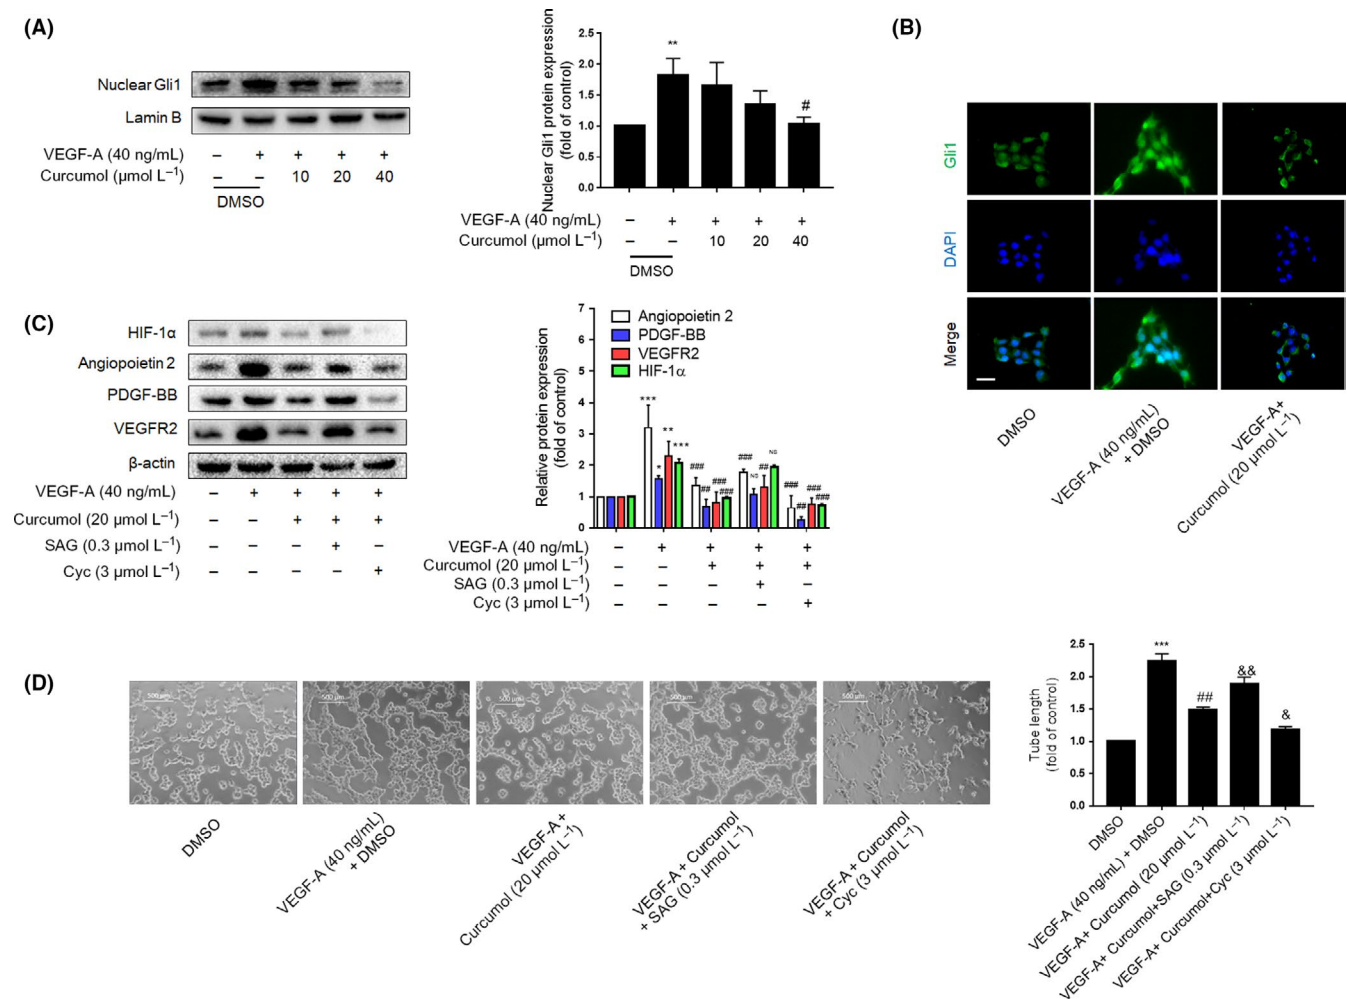 (A)
Nuclear Gli1
Lamin B
VEGF-A (40 ng/mL) – + + + +
Curcumol (µmol L–1) – – 10 20 40
DMSO
Nuclear Gli1 protein expression
(fold of control)
2.5
2.0
1.5
1.0
0.5
0.0
**
#
VEGF-A (40 ng/mL) – + + + +
Curcumol (µmol L–1) – – 10 20 40
DMSO
(B)
Gli1
DAPI
Merge
DMSO
VEGF-A (40 ng/mL)
+ DMSO
VEGF-A+
Curcumol (20 µmol L–1)
(C)
HIF-1α
Angiopoietin 2
PDGF-BB
VEGFR2
β-actin
VEGF-A (40 ng/mL) – + + + +
Curcumol (20 µmol L–1) – – + + +
SAG (0.3 µmol L–1) – – – + –
Cyc (3 µmol L–1) – – – – +
Relative protein expression
(fold of control)
7
6
5
4
3
2
1
0
Angiopoietin 2
PDGF-BB
VEGFR2
HIF-1α
*** * ** ***
### ## ### ###
### NS ## NS
### ## ### ###
VEGF-A (40 ng/mL) – + + + +
Curcumol (20 µmol L–1) – – + + +
SAG (0.3 µmol L–1) – – – + –
Cyc (3 µmol L–1) – – – – +
(D)
500 µm
500 µm
500 µm
500 µm
500 µm
DMSO
VEGF-A (40 ng/mL)
+ DMSO
VEGF-A +
Curcumol (20 µmol L–1)
VEGF-A + Curcumol
+ SAG (0.3 µmol L–1)
VEGF-A + Curcumol
+ Cyc (3 µmol L–1)
Tube length
(fold of control)
2.5
2.0
1.5
1.0
0.5
0.0
***
##
&&
&
DMSO
VEGF-A (40 ng/mL) + DMSO
VEGF-A+ Curcumol (20 µmol L–1)
VEGF-A+ Curcumol+SAG (0.3 µmol L–1)
VEGF-A+ Curcumol+Cyc (3 µmol L–1)